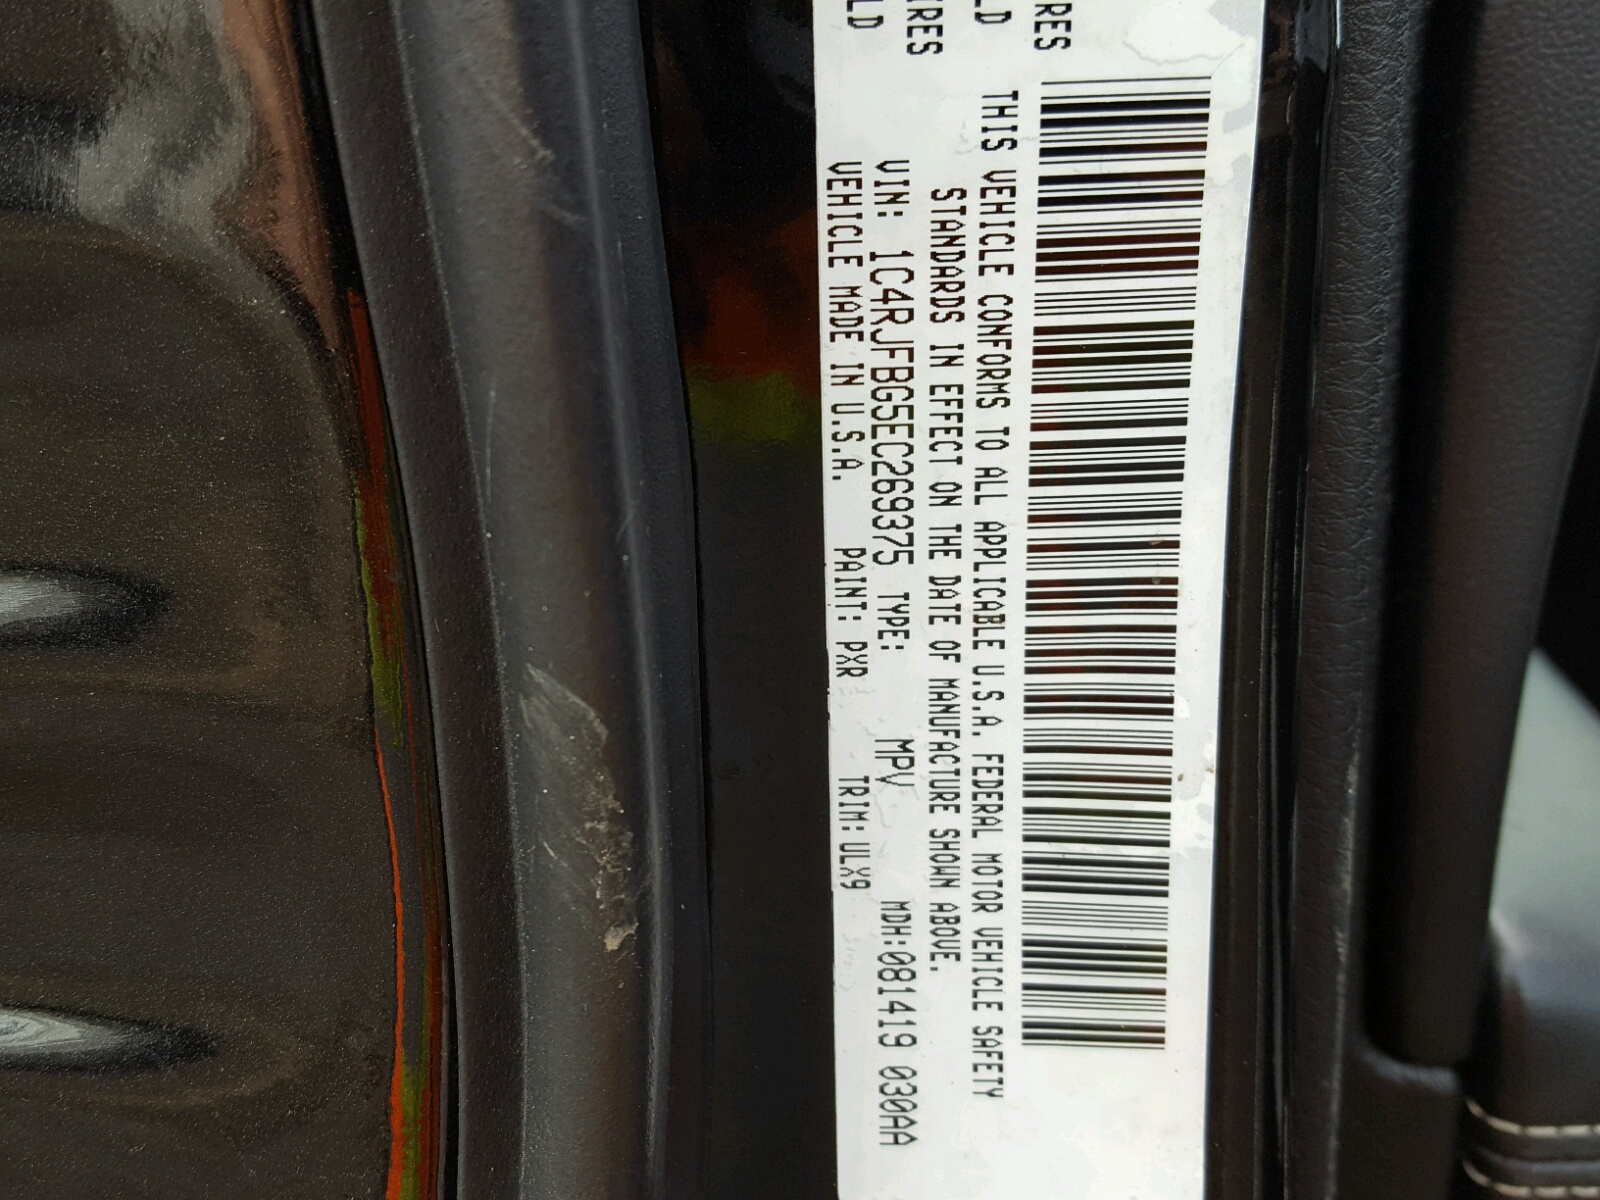 RES
LD
IRES
LD
THIS VEHICLE CONFORMS TO ALL APPLICABLE U.S.A. FEDERAL MOTOR VEHICLE SAFETY
STANDARDS IN EFFECT ON THE DATE OF MANUFACTURE SHOWN ABOVE.
VIN: 1C4RJFBG5EC269375 TYPE: MPV MDH:081419 030AA
VEHICLE MADE IN U.S.A. PAINT: PXR TRIM: ULX9